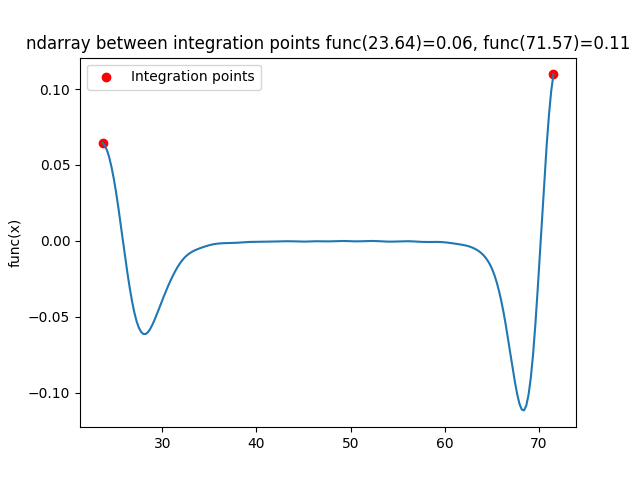 ndarray between integration points func(23.64)=0.06, func(71.57)=0.11
Integration points
func(x)
0.10
0.05
0.00
−0.05
−0.10
30 40 50 60 70